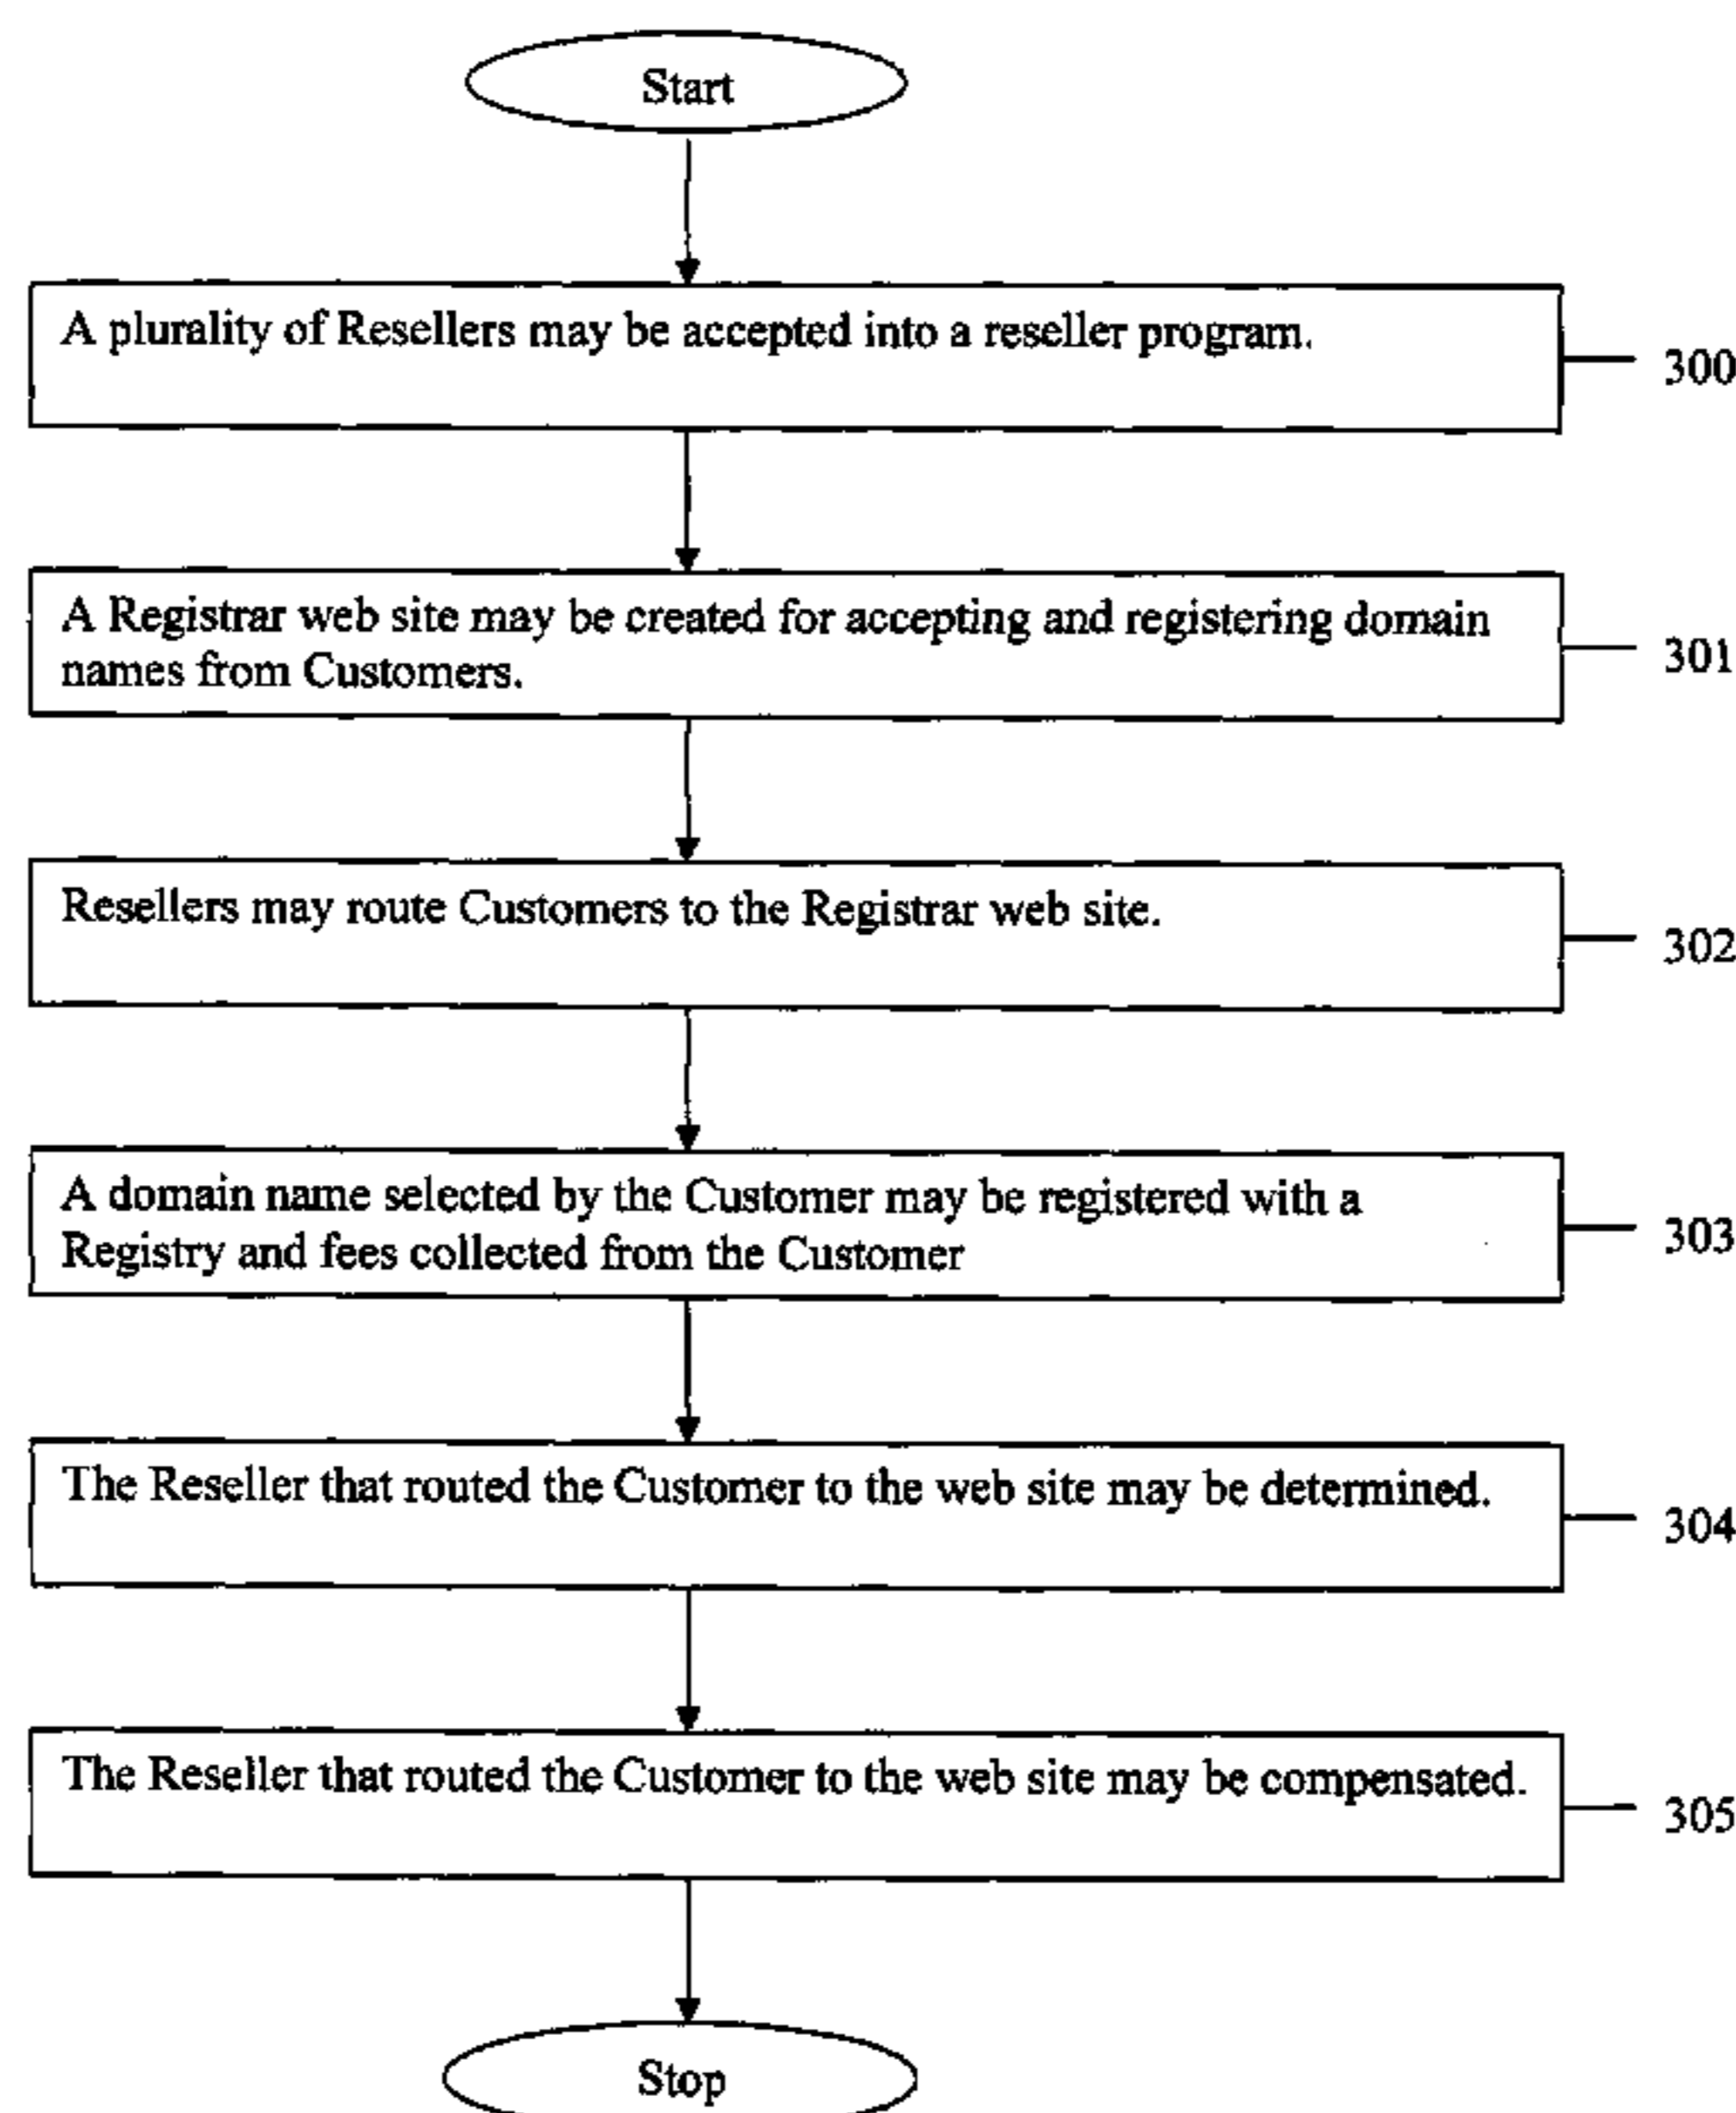 Start
A plurality of Resellers may be accepted into a reseller program.
300
A Registrar web site may be created for accepting and registering domain
names from Customers.
301
Resellers may route Customers to the Registrar web site.
302
A domain name selected by the Customer may be registered with a
Registry and fees collected from the Customer
303
The Reseller that routed the Customer to the web site may be determined.
304
The Reseller that routed the Customer to the web site may be compensated.
305
Stop